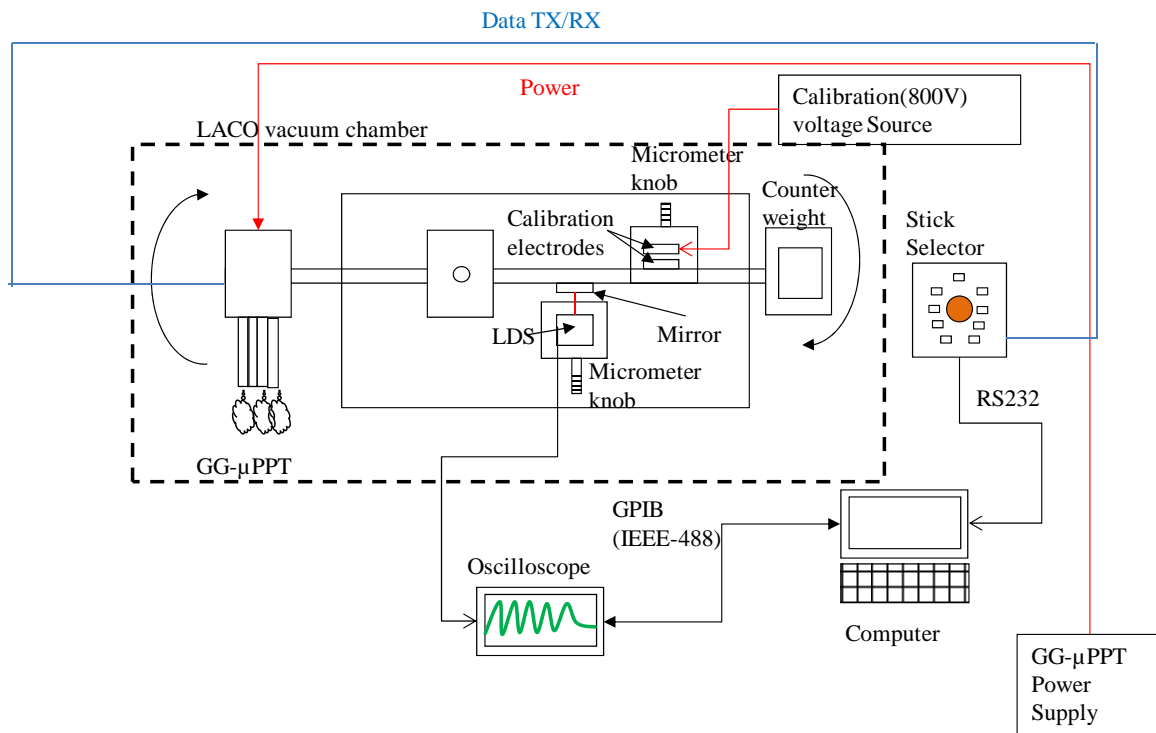 Data TX/RX
Power
Calibration(800V)
voltage Source
LACO vacuum chamber
Micrometer
knob
Counter
weight
Calibration
electrodes
Stick
Selector
LDS
Mirror
Micrometer
knob
RS232
GG-µPPT
GPIB
(IEEE-488)
Oscilloscope
Computer
GG-µPPT
Power
Supply